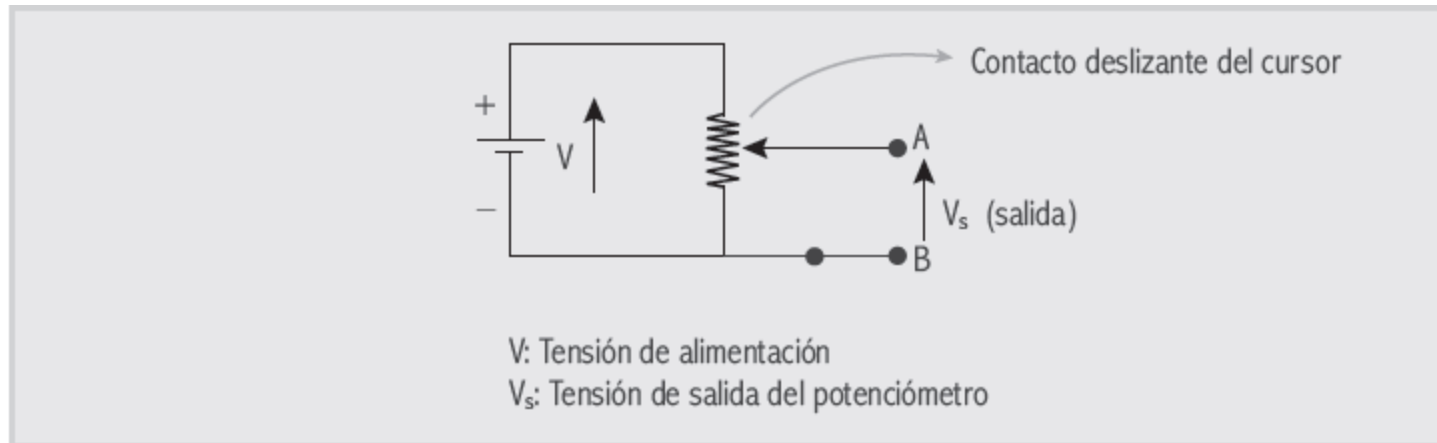 Contacto deslizante del cursor
+
V
A
−
Vₛ (salida)
B
V: Tensión de alimentación
Vₛ: Tensión de salida del potenciómetro